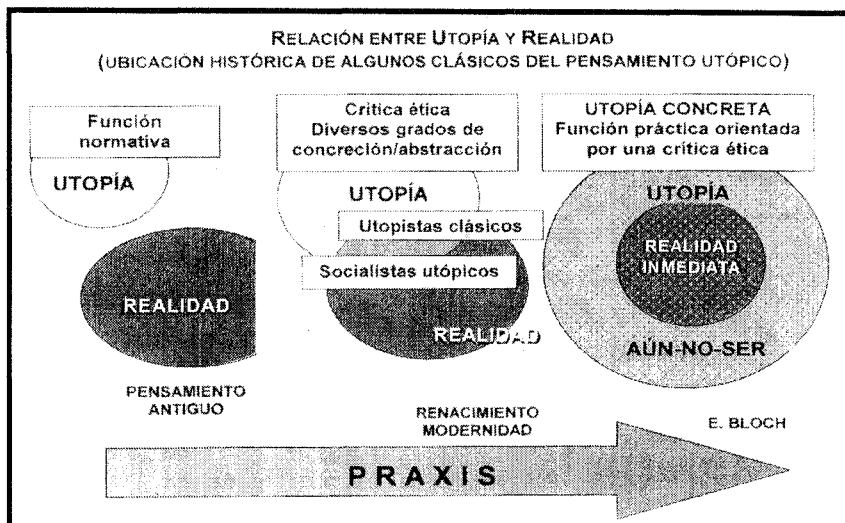 RELACIÓN ENTRE UTOPÍA Y REALIDAD
(UBICACIÓN HISTÓRICA DE ALGUNOS CLÁSICOS DEL PENSAMIENTO UTÓPICO)
Función
normativa
UTOPÍA
REALIDAD
PENSAMIENTO
ANTIGUO
Crítica ética
Diversos grados de
concreción/abstracción
UTOPÍA
Utopistas clásicos
Socialistas utópicos
REALIDAD
RENACIMIENTO
MODERNIDAD
UTOPÍA CONCRETA
Función práctica orientada
por una crítica ética
UTOPÍA
REALIDAD
INMEDIATA
AÚN-NO-SER
E. BLOCH
PRAXIS